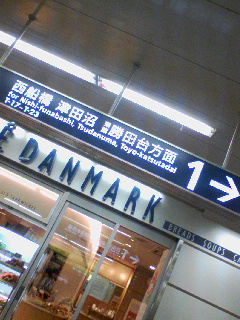 西船橋 津田沼 東葉勝田台方面
for Nishi-funabashi, Tsudanuma, Toyo-katsutadai
T-17~T-23
1
DANMARK
BREADS SOUPS